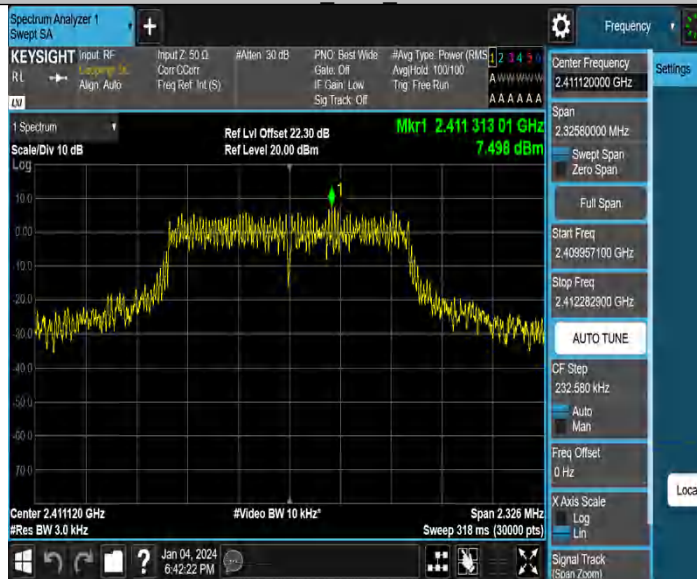 Spectrum Analyzer 1
Swept SA
Frequency
KEYSIGHT
RL
Input: RF
Coupling: DC
Align: Auto
Input Z: 50 Ω
Corr CCorr
Freq Ref: Int (S)
#Atten: 30 dB
PNO: Best Wide
Gate: Off
IF Gain: Low
Sig Track: Off
#Avg Type: Power (RMS
Avg|Hold: 100/100
Trig: Free Run
1 2 3 4 5 6
A W W W W W
A A A A A A
LXI
1 Spectrum
Scale/Div 10 dB
Log
Ref Lvl Offset 22.30 dB
Ref Level 20.00 dBm
Mkr1 2.411 313 01 GHz
7.498 dBm
1
10.0
0.00
-10.0
-20.0
-30.0
-40.0
-50.0
-60.0
-70.0
Center 2.411120 GHz
#Res BW 3.0 kHz
#Video BW 10 kHz*
Span 2.326 MHz
Sweep 318 ms (30000 pts)
Jan 04, 2024
6:42:22 PM
?
Center Frequency
2.411120000 GHz
Span
2.32580000 MHz
Swept Span
Zero Span
Full Span
Start Freq
2.409957100 GHz
Stop Freq
2.412282900 GHz
AUTO TUNE
CF Step
232.580 kHz
Auto
Man
Freq Offset
0 Hz
X Axis Scale
Log
Lin
Signal Track
(Span Zoom)
Settings
Loca